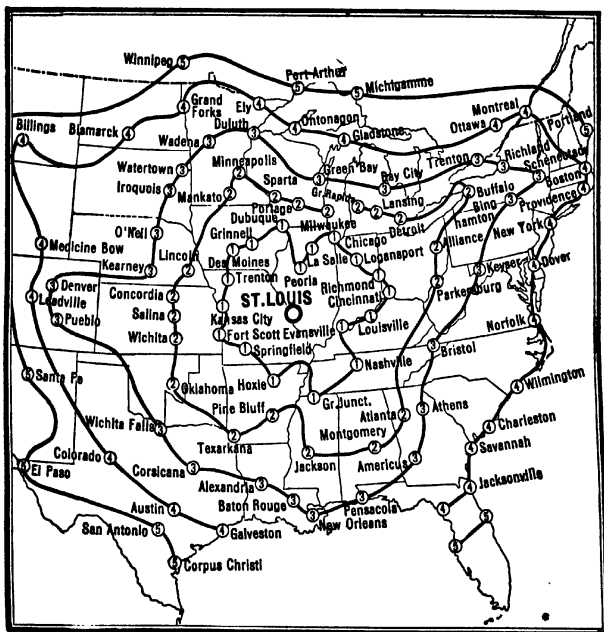 Winnipeg 5
Port Arthur 5
5 Michigamme
Grand Forks 4
Ely 4
Montreal 4
Portland 5
Billings 4
Bismarck 4
Duluth 3
Ontonagon 4
Gladstone 4
Ottawa 4
Wadena 3
Richland 3
Trenton 3
Schenectady 3
Watertown 3
Minneapolis 2
Green Bay 3
Bay City 3
Boston 4
Iroquois 3
Mankato 2
Sparta 2
Gr. Rapids 2
Lansing 2
Buffalo 2
Binghamton 3
Providence 4
Portage 2
Dubuque 1
Milwaukee
Detroit 2
New York 4
O'Neil 3
Grinnell 1
Chicago 1
Alliance 2
Medicine Bow 4
Des Moines 1
La Salle 1
Logansport 1
Dover 4
Kearney 3
Lincoln 2
Trenton 1
Peoria 1
Keyser 3
Denver 3
Concordia 2
ST. LOUIS
Richmond 1
Cincinnati 1
Parkersburg 2
Leadville 4
Pueblo 3
Salina 2
Kansas City 1
Wichita 2
Fort Scott 1
Evansville 1
Louisville 1
Norfolk 4
Springfield 1
Bristol 3
Santa Fe 5
Oklahoma 2
Hoxie 1
Nashville 1
Wilmington 4
Pine Bluff 2
Gr. Junct. 1
Atlanta 2
Athens 3
Wichita Falls 3
Texarkana 2
Montgomery 2
Charleston 4
El Paso 5
Colorado 4
Corsicana 3
Jackson 2
Americus 3
Savannah 4
Alexandria 3
Jacksonville 4
Austin 4
Baton Rouge 3
Pensacola 3
4
San Antonio 5
Galveston 4
New Orleans 3
5
5
Corpus Christi 5